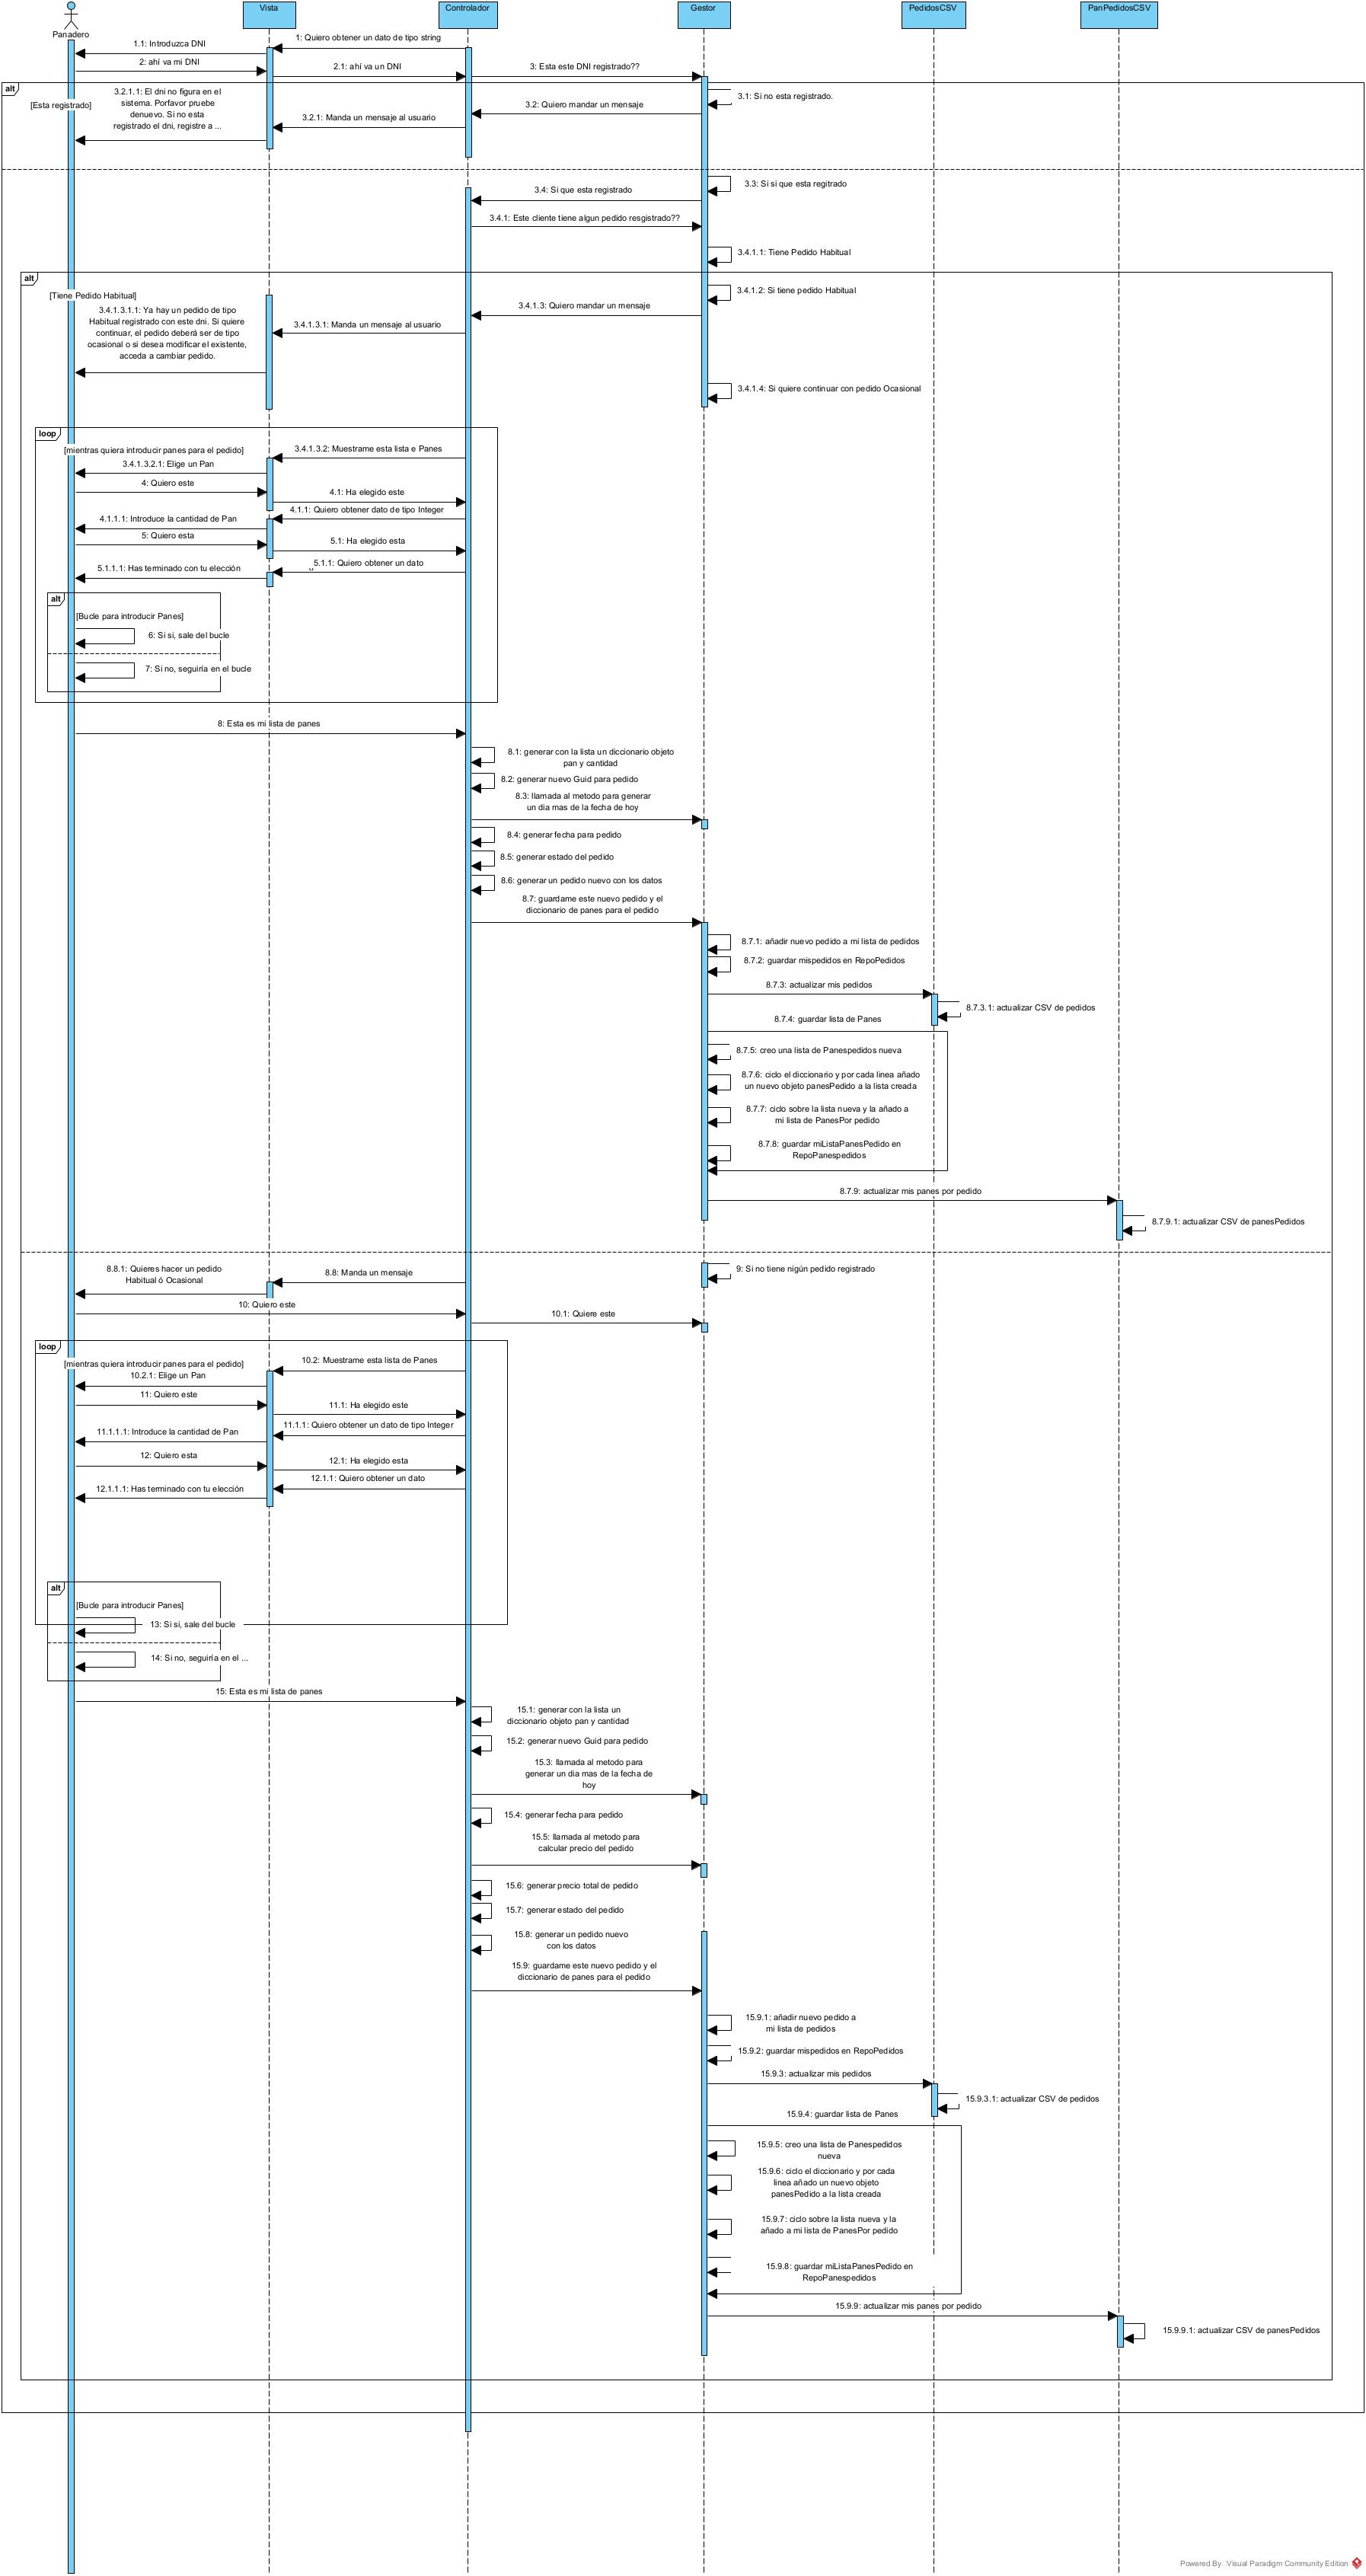 Vista
Controlador
Gestor
PedidosCSV
PanPedidosCSV
Panadero
1: Quiero obtener un dato de tipo string
1.1: Introduzca DNI
2: ahí va mi DNI
2.1: ahí va un DNI
3: Esta este DNI registrado??
alt
[Esta registrado]
3.1: Si no esta registrado.
3.2: Quiero mandar un mensaje
3.2.1: Manda un mensaje al usuario
3.2.1.1: El dni no figura en el
sistema. Porfavor pruebe
denuevo. Si no esta
registrado el dni, registre a ...
3.3: Si si que esta regitrado
3.4: Si que esta registrado
3.4.1: Este cliente tiene algun pedido resgistrado??
3.4.1.1: Tiene Pedido Habitual
alt
[Tiene Pedido Habitual]
3.4.1.2: Si tiene pedido Habitual
3.4.1.3: Quiero mandar un mensaje
3.4.1.3.1: Manda un mensaje al usuario
3.4.1.3.1.1: Ya hay un pedido de tipo
Habitual registrado con este dni. Si quiere
continuar, el pedido deberá ser de tipo
ocasional o si desea modificar el existente,
acceda a cambiar pedido.
3.4.1.4: Si quiere continuar con pedido Ocasional
loop
[mientras quiera introducir panes para el pedido]
3.4.1.3.2: Muestrame esta lista e Panes
3.4.1.3.2.1: Elige un Pan
4: Quiero este
4.1: Ha elegido este
4.1.1: Quiero obtener dato de tipo Integer
4.1.1.1: Introduce la cantidad de Pan
5: Quiero esta
5.1: Ha elegido esta
5.1.1: Quiero obtener un dato
5.1.1.1: Has terminado con tu elección
alt
[Bucle para introducir Panes]
6: Si si, sale del bucle
7: Si no, seguiría en el bucle
8: Esta es mi lista de panes
8.1: generar con la lista un diccionario objeto
pan y cantidad
8.2: generar nuevo Guid para pedido
8.3: llamada al metodo para generar
un dia mas de la fecha de hoy
8.4: generar fecha para pedido
8.5: generar estado del pedido
8.6: generar un pedido nuevo con los datos
8.7: guardame este nuevo pedido y el
diccionario de panes para el pedido
8.7.1: añadir nuevo pedido a mi lista de pedidos
8.7.2: guardar mispedidos en RepoPedidos
8.7.3: actualizar mis pedidos
8.7.3.1: actualizar CSV de pedidos
8.7.4: guardar lista de Panes
8.7.5: creo una lista de Panespedidos nueva
8.7.6: ciclo el diccionario y por cada linea añado
un nuevo objeto panesPedido a la lista creada
8.7.7: ciclo sobre la lista nueva y la añado a
mi lista de PanesPor pedido
8.7.8: guardar miListaPanesPedido en
RepoPanespedidos
8.7.9: actualizar mis panes por pedido
8.7.9.1: actualizar CSV de panesPedidos
9: Si no tiene nigún pedido registrado
8.8: Manda un mensaje
8.8.1: Quieres hacer un pedido
Habitual ó Ocasional
10: Quiero este
10.1: Quiere este
loop
[mientras quiera introducir panes para el pedido]
10.2: Muestrame esta lista de Panes
10.2.1: Elige un Pan
11: Quiero este
11.1: Ha elegido este
11.1.1: Quiero obtener un dato de tipo Integer
11.1.1.1: Introduce la cantidad de Pan
12: Quiero esta
12.1: Ha elegido esta
12.1.1: Quiero obtener un dato
12.1.1.1: Has terminado con tu elección
alt
[Bucle para introducir Panes]
13: Si si, sale del bucle
14: Si no, seguiría en el ...
15: Esta es mi lista de panes
15.1: generar con la lista un
diccionario objeto pan y cantidad
15.2: generar nuevo Guid para pedido
15.3: llamada al metodo para
generar un dia mas de la fecha de
hoy
15.4: generar fecha para pedido
15.5: llamada al metodo para
calcular precio del pedido
15.6: generar precio total de pedido
15.7: generar estado del pedido
15.8: generar un pedido nuevo
con los datos
15.9: guardame este nuevo pedido y el
diccionario de panes para el pedido
15.9.1: añadir nuevo pedido a
mi lista de pedidos
15.9.2: guardar mispedidos en RepoPedidos
15.9.3: actualizar mis pedidos
15.9.3.1: actualizar CSV de pedidos
15.9.4: guardar lista de Panes
15.9.5: creo una lista de Panespedidos
nueva
15.9.6: ciclo el diccionario y por cada
linea añado un nuevo objeto
panesPedido a la lista creada
15.9.7: ciclo sobre la lista nueva y la
añado a mi lista de PanesPor pedido
15.9.8: guardar miListaPanesPedido en
RepoPanespedidos
15.9.9: actualizar mis panes por pedido
15.9.9.1: actualizar CSV de panesPedidos
Powered By Visual Paradigm Community Edition